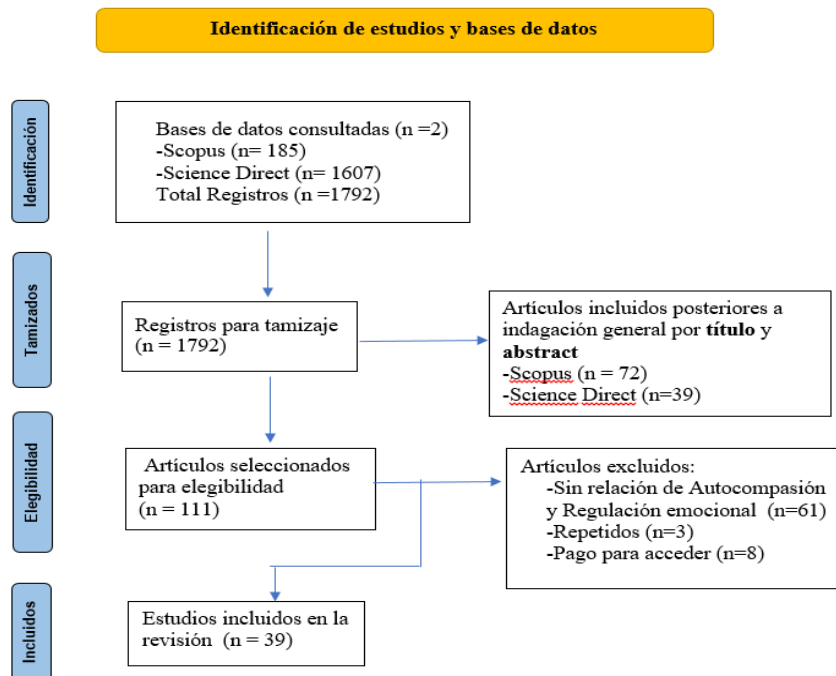 Identificación de estudios y bases de datos
Identificación
Bases de datos consultadas (n =2)
-Scopus (n= 185)
-Science Direct (n= 1607)
Total Registros (n =1792)
Tamizados
Registros para tamizaje
(n = 1792)
Artículos incluidos posteriores a
indagación general por título y
abstract
-Scopus (n = 72)
-Science Direct (n=39)
Elegibilidad
Artículos seleccionados
para elegibilidad
(n = 111)
Artículos excluidos:
-Sin relación de Autocompasión
y Regulación emocional (n=61)
-Repetidos (n=3)
-Pago para acceder (n=8)
Incluidos
Estudios incluidos en la
revisión (n = 39)